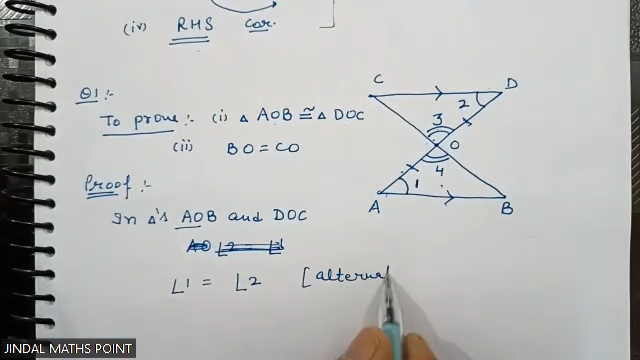 (iv) RHS Cor.
Q1 :-
To prove :- (i) △ AOB ≅ △ DOC
(ii) BO = CO
Proof :-
In △'s AOB and DOC
∠1 = ∠2 [alterna
C
D
2
3
O
4
1
A
B
JINDAL MATHS POINT